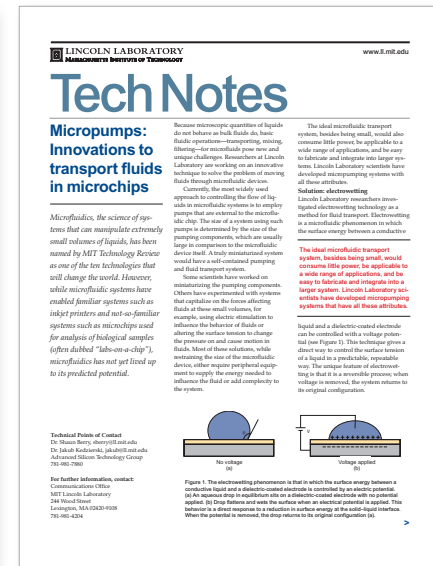 LINCOLN LABORATORY
MASSACHUSETTS INSTITUTE OF TECHNOLOGY
www.ll.mit.edu
Tech Notes
Micropumps:
Innovations to
transport fluids
in microchips
Microfluidics, the science of sys-
tems that can manipulate extremely
small volumes of liquids, has been
named by MIT Technology Review
as one of the ten technologies that
will change the world. However,
while microfluidic systems have
enabled familiar systems such as
inkjet printers and not-so-familiar
systems such as microchips used
for analysis of biological samples
(often dubbed "labs-on-a-chip"),
microfluidics has not yet lived up
to its predicted potential.
Technical Points of Contact
Dr. Shaun Berry, sberry@ll.mit.edu
Dr. Jakub Kedzierski, jakub@ll.mit.edu
Advanced Silicon Technology Group
781-981-7880
For further information, contact:
Communications Office
MIT Lincoln Laboratory
244 Wood Street
Lexington, MA 02420-9108
781-981-4204
Because microscopic quantities of liquids
do not behave as bulk fluids do, basic
fluidic operations—transporting, mixing,
filtering—for microfluids pose new and
unique challenges. Researchers at Lincoln
Laboratory are working on an innovative
technique to solve the problem of moving
fluids through microfluidic devices.
Currently, the most widely used
approach to controlling the flow of liq-
uids in microfluidic systems is to employ
pumps that are external to the microflu-
idic chip. The size of a system using such
pumps is determined by the size of the
pumping components, which are usually
large in comparison to the microfluidic
device itself. A truly miniaturized system
would have a self-contained pumping
and fluid transport system.
Some scientists have worked on
miniaturizing the pumping components.
Others have experimented with systems
that capitalize on the forces affecting
fluids at these small volumes, for
example, using electric stimulation to
influence the behavior of fluids or
altering the surface tension to change
the pressure on and cause motion in
fluids. Most of these solutions, while
restraining the size of the microfluidic
device, either require peripheral equip-
ment to supply the energy needed to
influence the fluid or add complexity to
the system.
The ideal microfluidic transport
system, besides being small, would also
consume little power, be applicable to a
wide range of applications, and be easy
to fabricate and integrate into larger sys-
tems. Lincoln Laboratory scientists have
developed micropumping systems with
all these attributes.
Solution: electrowetting
Lincoln Laboratory researchers inves-
tigated electrowetting technology as a
method for fluid transport. Electrowetting
is a microfluidic phenomenon in which
the surface energy between a conductive
The ideal microfluidic transport
system, besides being small, would
consume little power, be applicable to
a wide range of applications, and be
easy to fabricate and integrate into a
larger system. Lincoln Laboratory sci-
entists have developed micropumping
systems that have all these attributes.
liquid and a dielectric-coated electrode
can be controlled with a voltage poten-
tial (see Figure 1). This technique gives a
direct way to control the surface tension
of a liquid in a predictable, repeatable
way. The unique feature of electrowet-
ting is that it is a reversible process; when
voltage is removed, the system returns to
its original configuration.
V
No voltage
(a)
Voltage applied
(b)
Figure 1. The electrowetting phenomenon is that in which the surface energy between a
conductive liquid and a dielectric-coated electrode is controlled by an electric potential.
(a) An aqueous drop in equilibrium sits on a dielectric-coated electrode with no potential
applied. (b) Drop flattens and wets the surface when an electrical potential is applied. This
behavior is a direct response to a reduction in surface energy at the solid–liquid interface.
When the potential is removed, the drop returns to its original configuration (a).
>